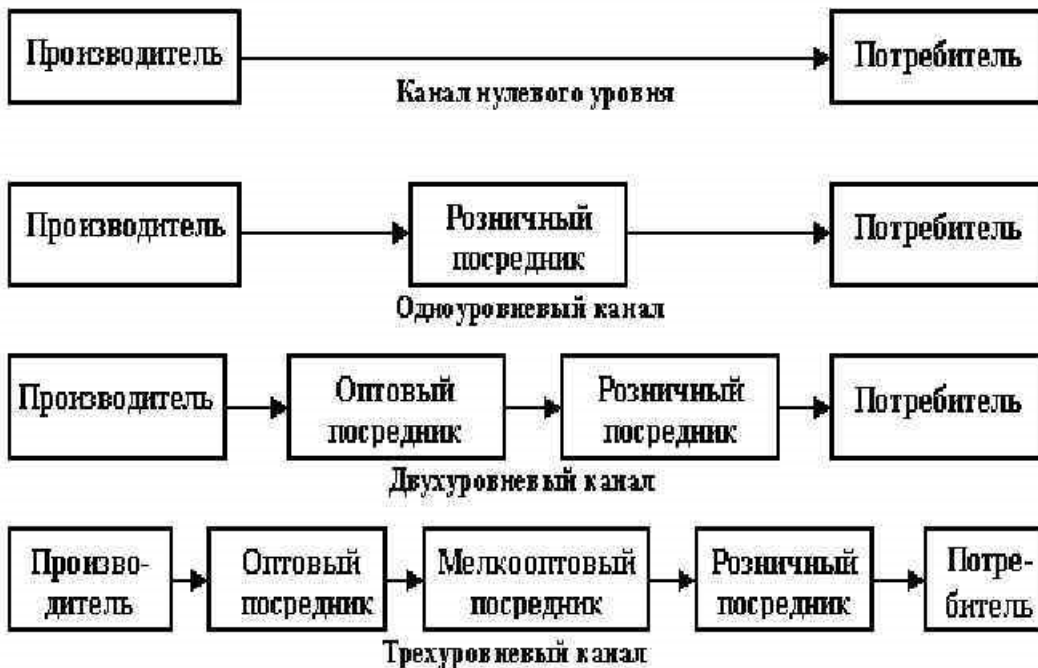 Производитель
Потребитель
Канал нулевого уровня
Производитель
Розничный
посредник
Потребитель
Одноуровневый канал
Производитель
Оптовый
посредник
Розничный
посредник
Потребитель
Двухуровневый канал
Произво-
дитель
Оптовый
посредник
Мелкооптовый
посредник
Розничный
посредник
Потре-
битель
Трехуровневый канал